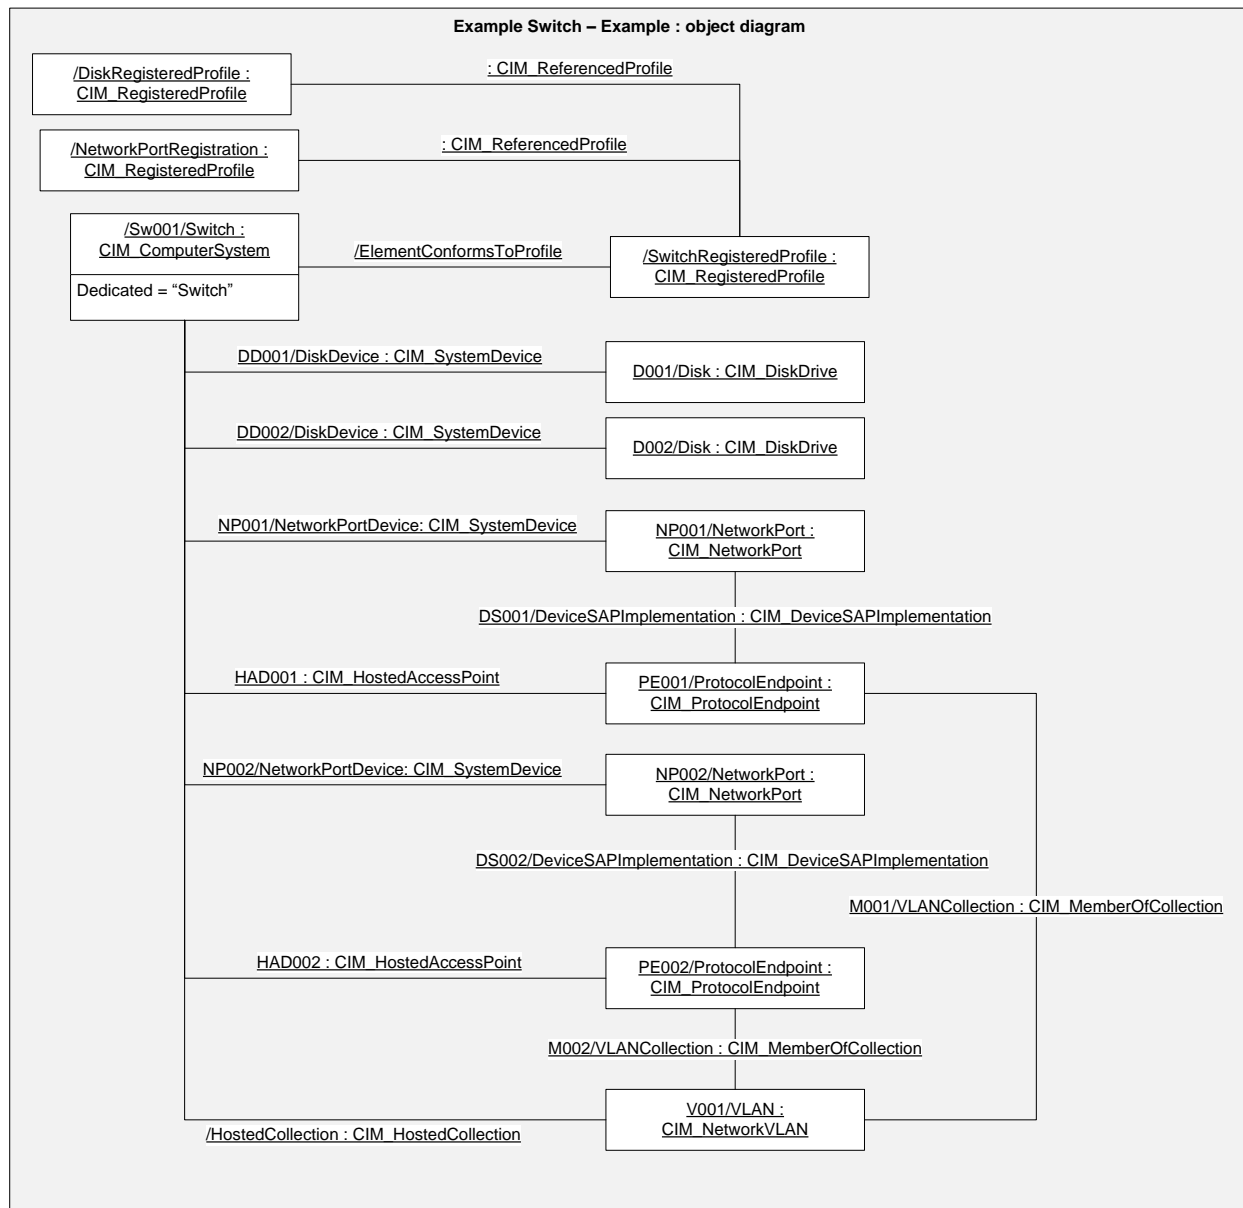 Example Switch – Example : object diagram
/DiskRegisteredProfile :
CIM_RegisteredProfile
: CIM_ReferencedProfile
/NetworkPortRegistration :
CIM_RegisteredProfile
: CIM_ReferencedProfile
/Sw001/Switch :
CIM_ComputerSystem
Dedicated = “Switch”
/ElementConformsToProfile
/SwitchRegisteredProfile :
CIM_RegisteredProfile
DD001/DiskDevice : CIM_SystemDevice
D001/Disk : CIM_DiskDrive
DD002/DiskDevice : CIM_SystemDevice
D002/Disk : CIM_DiskDrive
NP001/NetworkPortDevice: CIM_SystemDevice
NP001/NetworkPort :
CIM_NetworkPort
DS001/DeviceSAPImplementation : CIM_DeviceSAPImplementation
HAD001 : CIM_HostedAccessPoint
PE001/ProtocolEndpoint :
CIM_ProtocolEndpoint
NP002/NetworkPortDevice: CIM_SystemDevice
NP002/NetworkPort :
CIM_NetworkPort
DS002/DeviceSAPImplementation : CIM_DeviceSAPImplementation
M001/VLANCollection : CIM_MemberOfCollection
HAD002 : CIM_HostedAccessPoint
PE002/ProtocolEndpoint :
CIM_ProtocolEndpoint
M002/VLANCollection : CIM_MemberOfCollection
V001/VLAN :
CIM_NetworkVLAN
/HostedCollection : CIM_HostedCollection